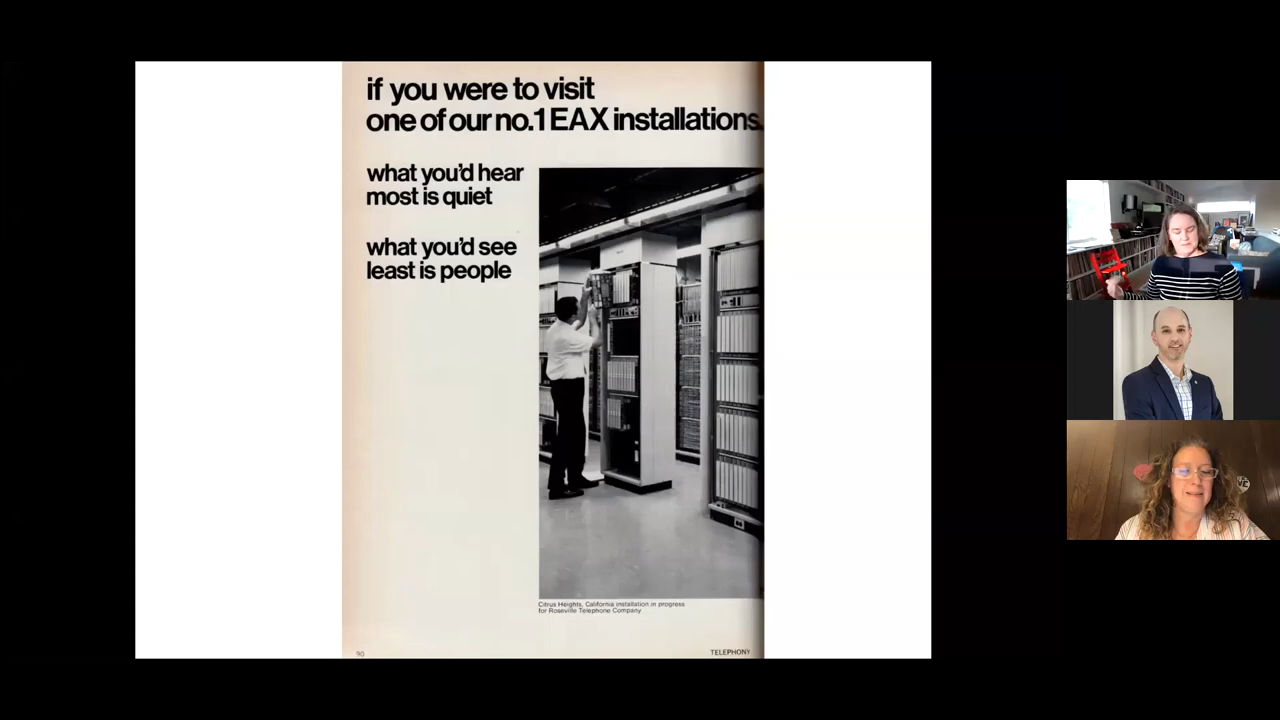 if you were to visit
one of our no.1 EAX installations.
what you'd hear
most is quiet
what you'd see
least is people
Citrus Heights, California installation in progress
for Roseville Telephone Company
90
TELEPHONY